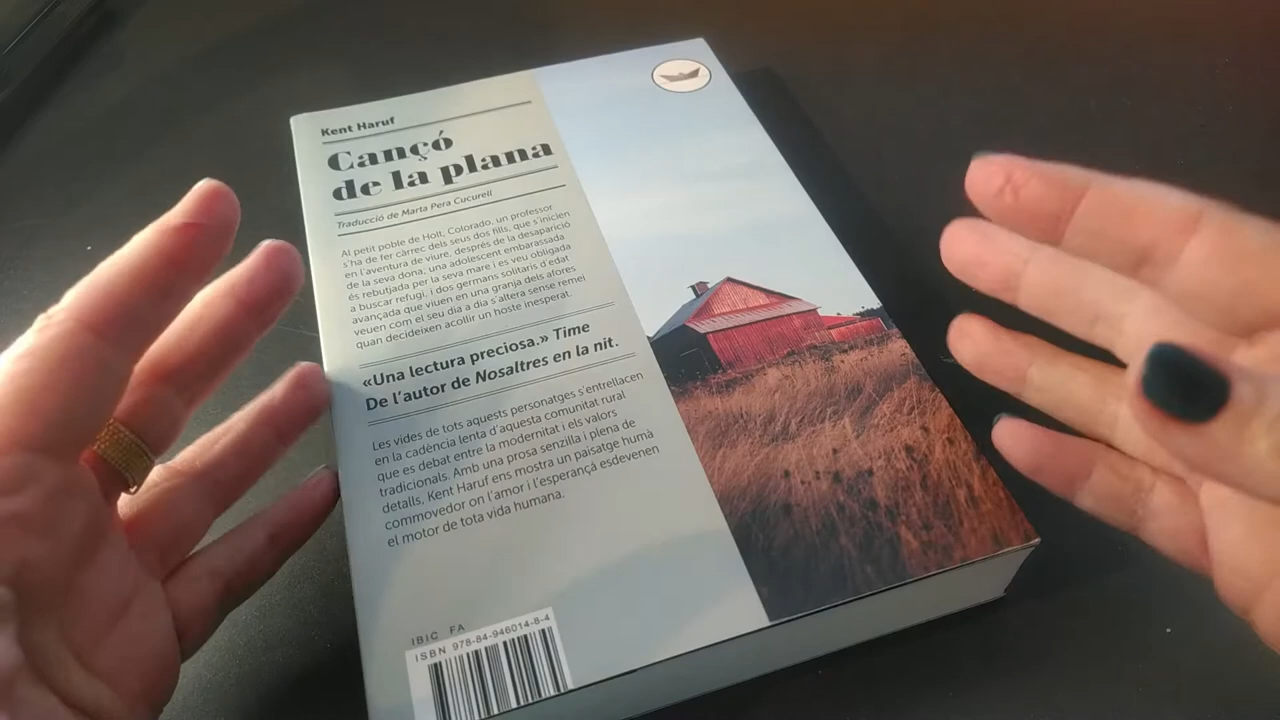 Kent Haruf
Cançó
de la plana
Traducció de Marta Pera Cucurell
Al petit poble de Holt, Colorado, un professor
s'ha de fer càrrec dels seus dos fills, que s'inicien
en l'aventura de viure, després de la desaparició
de la seva dona; una adolescent embarassada
és rebutjada per la seva mare i es veu obligada
a buscar refugi, i dos germans solitaris d'edat
avançada que viuen en una granja dels afores
veuen com el seu dia a dia s'altera sense remei
quan decideixen acollir un hoste inesperat.
«Una lectura preciosa.» Time
De l'autor de Nosaltres en la nit.
Les vides de tots aquests personatges s'entrellacen
en la cadència lenta d'aquesta comunitat rural
que es debat entre la modernitat i els valors
tradicionals. Amb una prosa senzilla i plena de
detalls, Kent Haruf ens mostra un paisatge humà
commovedor on l'amor i l'esperançà esdevenen
el motor de tota vida humana.
IBIC FA
ISBN 978-84-946014-8-4